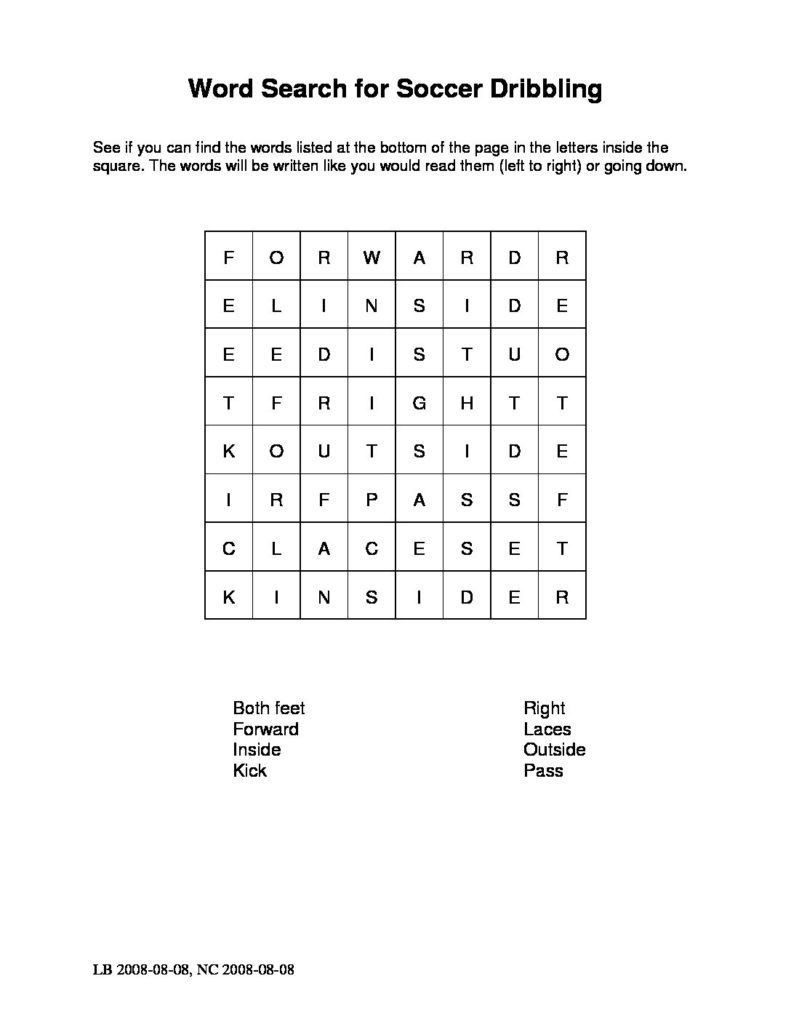 Word Search for Soccer Dribbling
See if you can find the words listed at the bottom of the page in the letters inside the
square. The words will be written like you would read them (left to right) or going down.
F O R W A R D R
E L I N S I D E
E E D I S T U O
T F R I G H T T
K O U T S I D E
I R F P A S S F
C L A C E S E T
K I N S I D E R
Both feet Right
Forward Laces
Inside Outside
Kick Pass
LB 2008-08-08, NC 2008-08-08